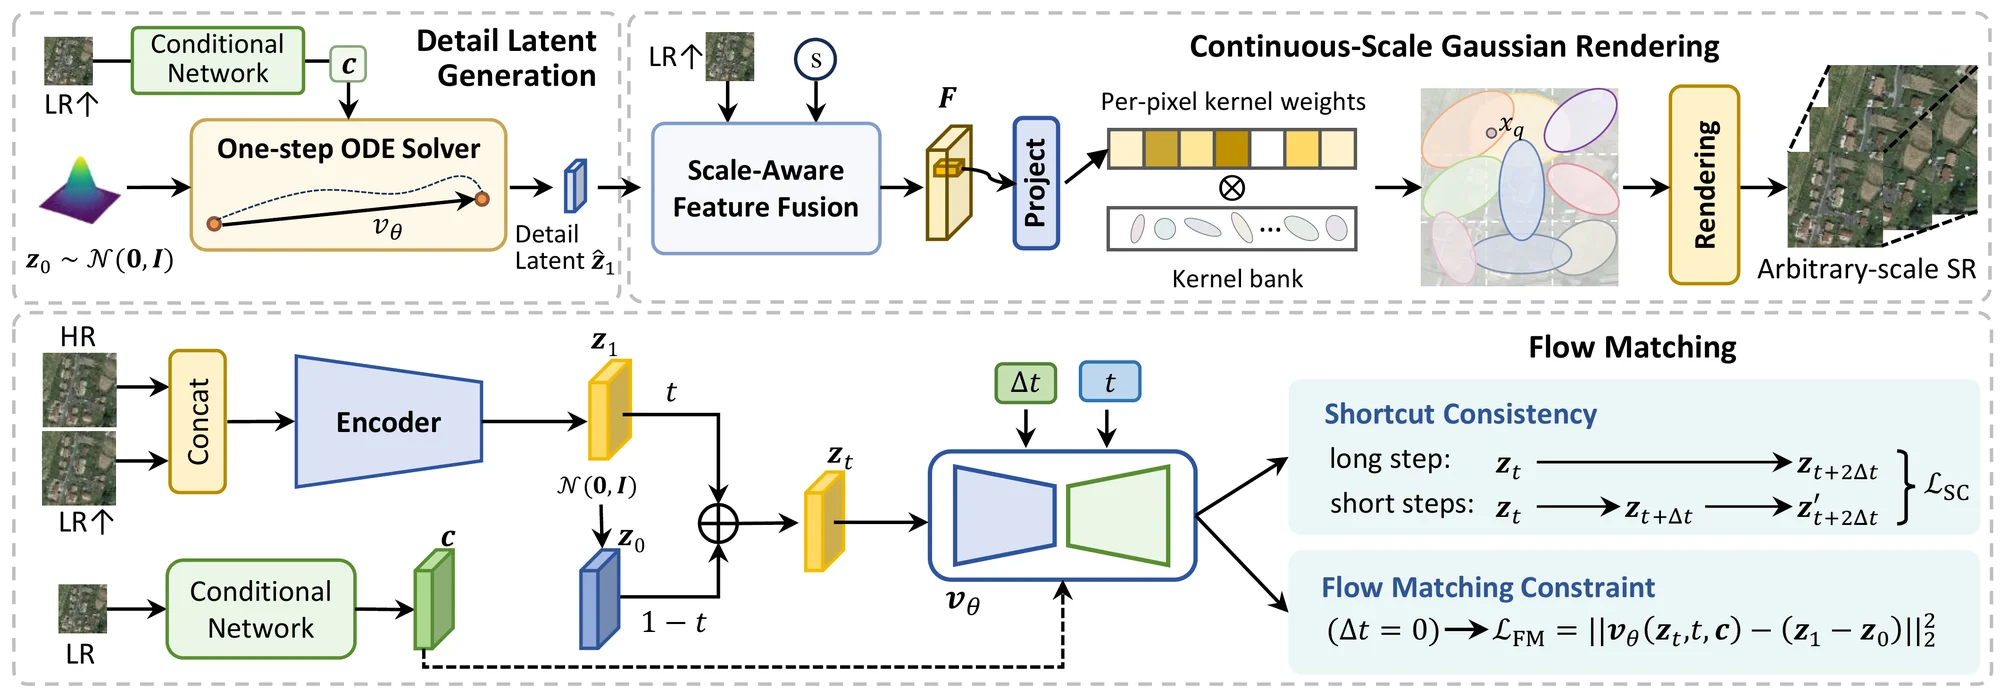 Detail Latent
Generation
LR↑
Conditional
Network
c
One-step ODE Solver
v_θ
z_0 ~ 𝒩(0, I)
Detail
Latent ẑ_1
Continuous-Scale Gaussian Rendering
LR↑
s
Scale-Aware
Feature Fusion
F
Project
Per-pixel kernel weights
⊗
...
Kernel bank
x_q
Rendering
Arbitrary-scale SR
Flow Matching
HR
LR↑
Concat
Encoder
z_1
t
𝒩(0, I)
z_0
1 − t
z_t
LR
Conditional
Network
c
Δt
t
v_θ
Shortcut Consistency
long step: z_t → z_{t+2Δt}
short steps: z_t → z_{t+Δt} → z'_{t+2Δt}
ℒ_SC
Flow Matching Constraint
(Δt = 0) → ℒ_FM = ||v_θ(z_t,t, c) − (z_1 − z_0)||_2^2